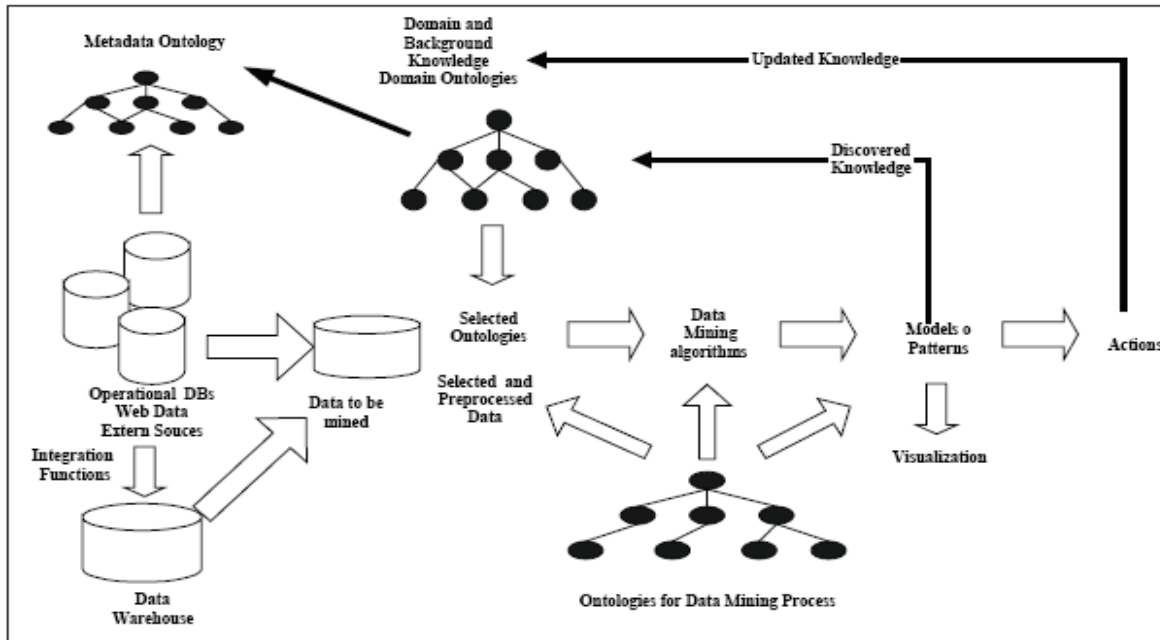 Metadata Ontology
Domain and
Background
Knowledge
Domain Ontologies
Updated Knowledge
Discovered
Knowledge
Selected
Ontologies
Data
Mining
algorithms
Models o
Patterns
Actions
Selected and
Preprocessed
Data
Operational DBs
Web Data
Extern Souces
Data to be
mined
Integration
Functions
Visualization
Data
Warehouse
Ontologies for Data Mining Process